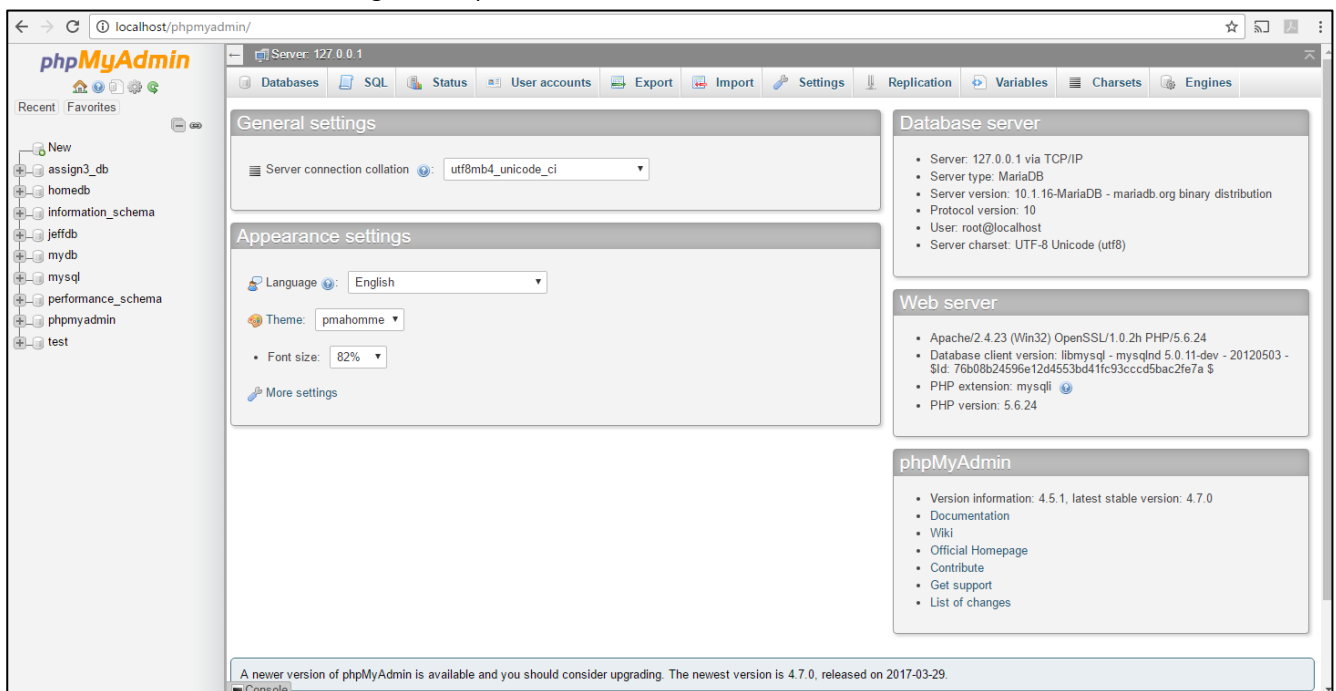 localhost/phpmyadmin/
phpMyAdmin
Recent Favorites
New
assign3_db
homedb
information_schema
jeffdb
mydb
mysql
performance_schema
phpmyadmin
test
Server: 127.0.0.1
Databases SQL Status User accounts Export Import Settings Replication Variables Charsets Engines
General settings
Server connection collation : utf8mb4_unicode_ci
Appearance settings
Language : English
Theme: pmahomme
• Font size: 82%
More settings
Database server
• Server: 127.0.0.1 via TCP/IP
• Server type: MariaDB
• Server version: 10.1.16-MariaDB - mariadb.org binary distribution
• Protocol version: 10
• User: root@localhost
• Server charset: UTF-8 Unicode (utf8)
Web server
• Apache/2.4.23 (Win32) OpenSSL/1.0.2h PHP/5.6.24
• Database client version: libmysql - mysqlnd 5.0.11-dev - 20120503 -
$Id: 76b08b24596e12d4553bd41fc93cccd5bac2fe7a $
• PHP extension: mysqli
• PHP version: 5.6.24
phpMyAdmin
• Version information: 4.5.1, latest stable version: 4.7.0
• Documentation
• Wiki
• Official Homepage
• Contribute
• Get support
• List of changes
A newer version of phpMyAdmin is available and you should consider upgrading. The newest version is 4.7.0, released on 2017-03-29.
Console